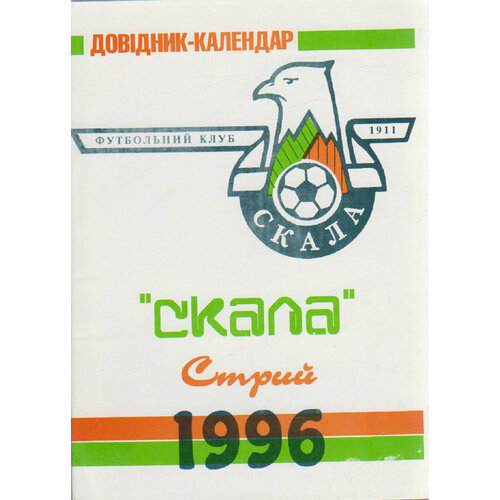 ДОВІДНИК-КАЛЕНДАР
ФУТБОЛЬНИЙ КЛУБ
1911
СКАЛА
"скала"
Стрий
1996